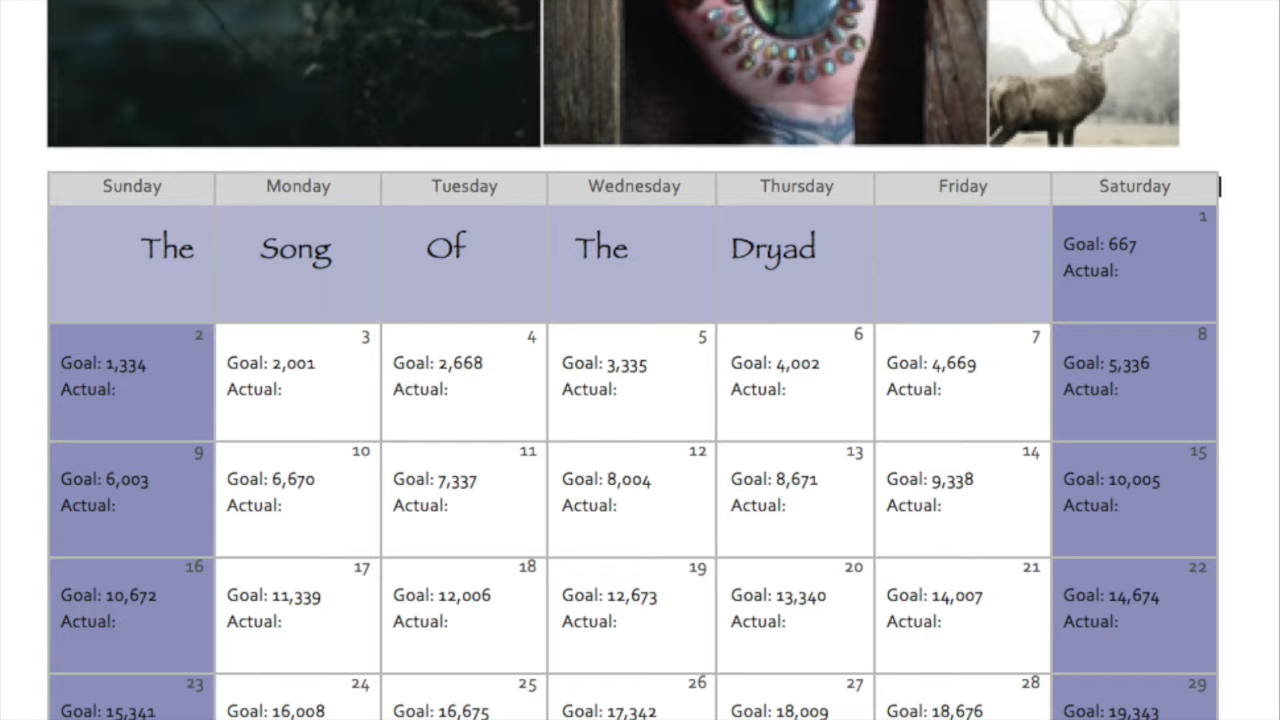 Sunday Monday Tuesday Wednesday Thursday Friday Saturday
The Song Of The Dryad
1
Goal: 667
Actual:
2 3 4 5 6 7 8
Goal: 1,334 Goal: 2,001 Goal: 2,668 Goal: 3,335 Goal: 4,002 Goal: 4,669 Goal: 5,336
Actual: Actual: Actual: Actual: Actual: Actual: Actual:
9 10 11 12 13 14 15
Goal: 6,003 Goal: 6,670 Goal: 7,337 Goal: 8,004 Goal: 8,671 Goal: 9,338 Goal: 10,005
Actual: Actual: Actual: Actual: Actual: Actual: Actual:
16 17 18 19 20 21 22
Goal: 10,672 Goal: 11,339 Goal: 12,006 Goal: 12,673 Goal: 13,340 Goal: 14,007 Goal: 14,674
Actual: Actual: Actual: Actual: Actual: Actual: Actual:
23 24 25 26 27 28 29
Goal: 15,341 Goal: 16,008 Goal: 16,675 Goal: 17,342 Goal: 18,009 Goal: 18,676 Goal: 19,343